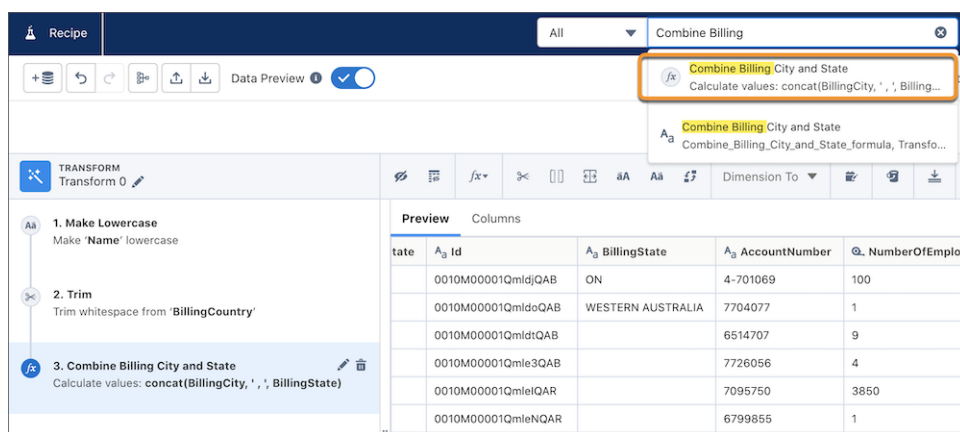 Recipe
All
Combine Billing
Data Preview
Combine Billing City and State
Calculate values: concat(BillingCity, ' , ', Billing...
Combine Billing City and State
Combine_Billing_City_and_State_formula, Transfo...
TRANSFORM
Transform 0
fx
Dimension To
1. Make Lowercase
Make 'Name' lowercase
2. Trim
Trim whitespace from 'BillingCountry'
3. Combine Billing City and State
Calculate values: concat(BillingCity, ' , ', BillingState)
Preview Columns
tate Id BillingState AccountNumber NumberOfEmplo
0010M00001QmldjQAB ON 4-701069 100
0010M00001QmldoQAB WESTERN AUSTRALIA 7704077 1
0010M00001QmldtQAB 6514707 9
0010M00001Qmle3QAB 7726056 4
0010M00001QmleIQAR 7095750 3850
0010M00001QmleNQAR 6799855 1